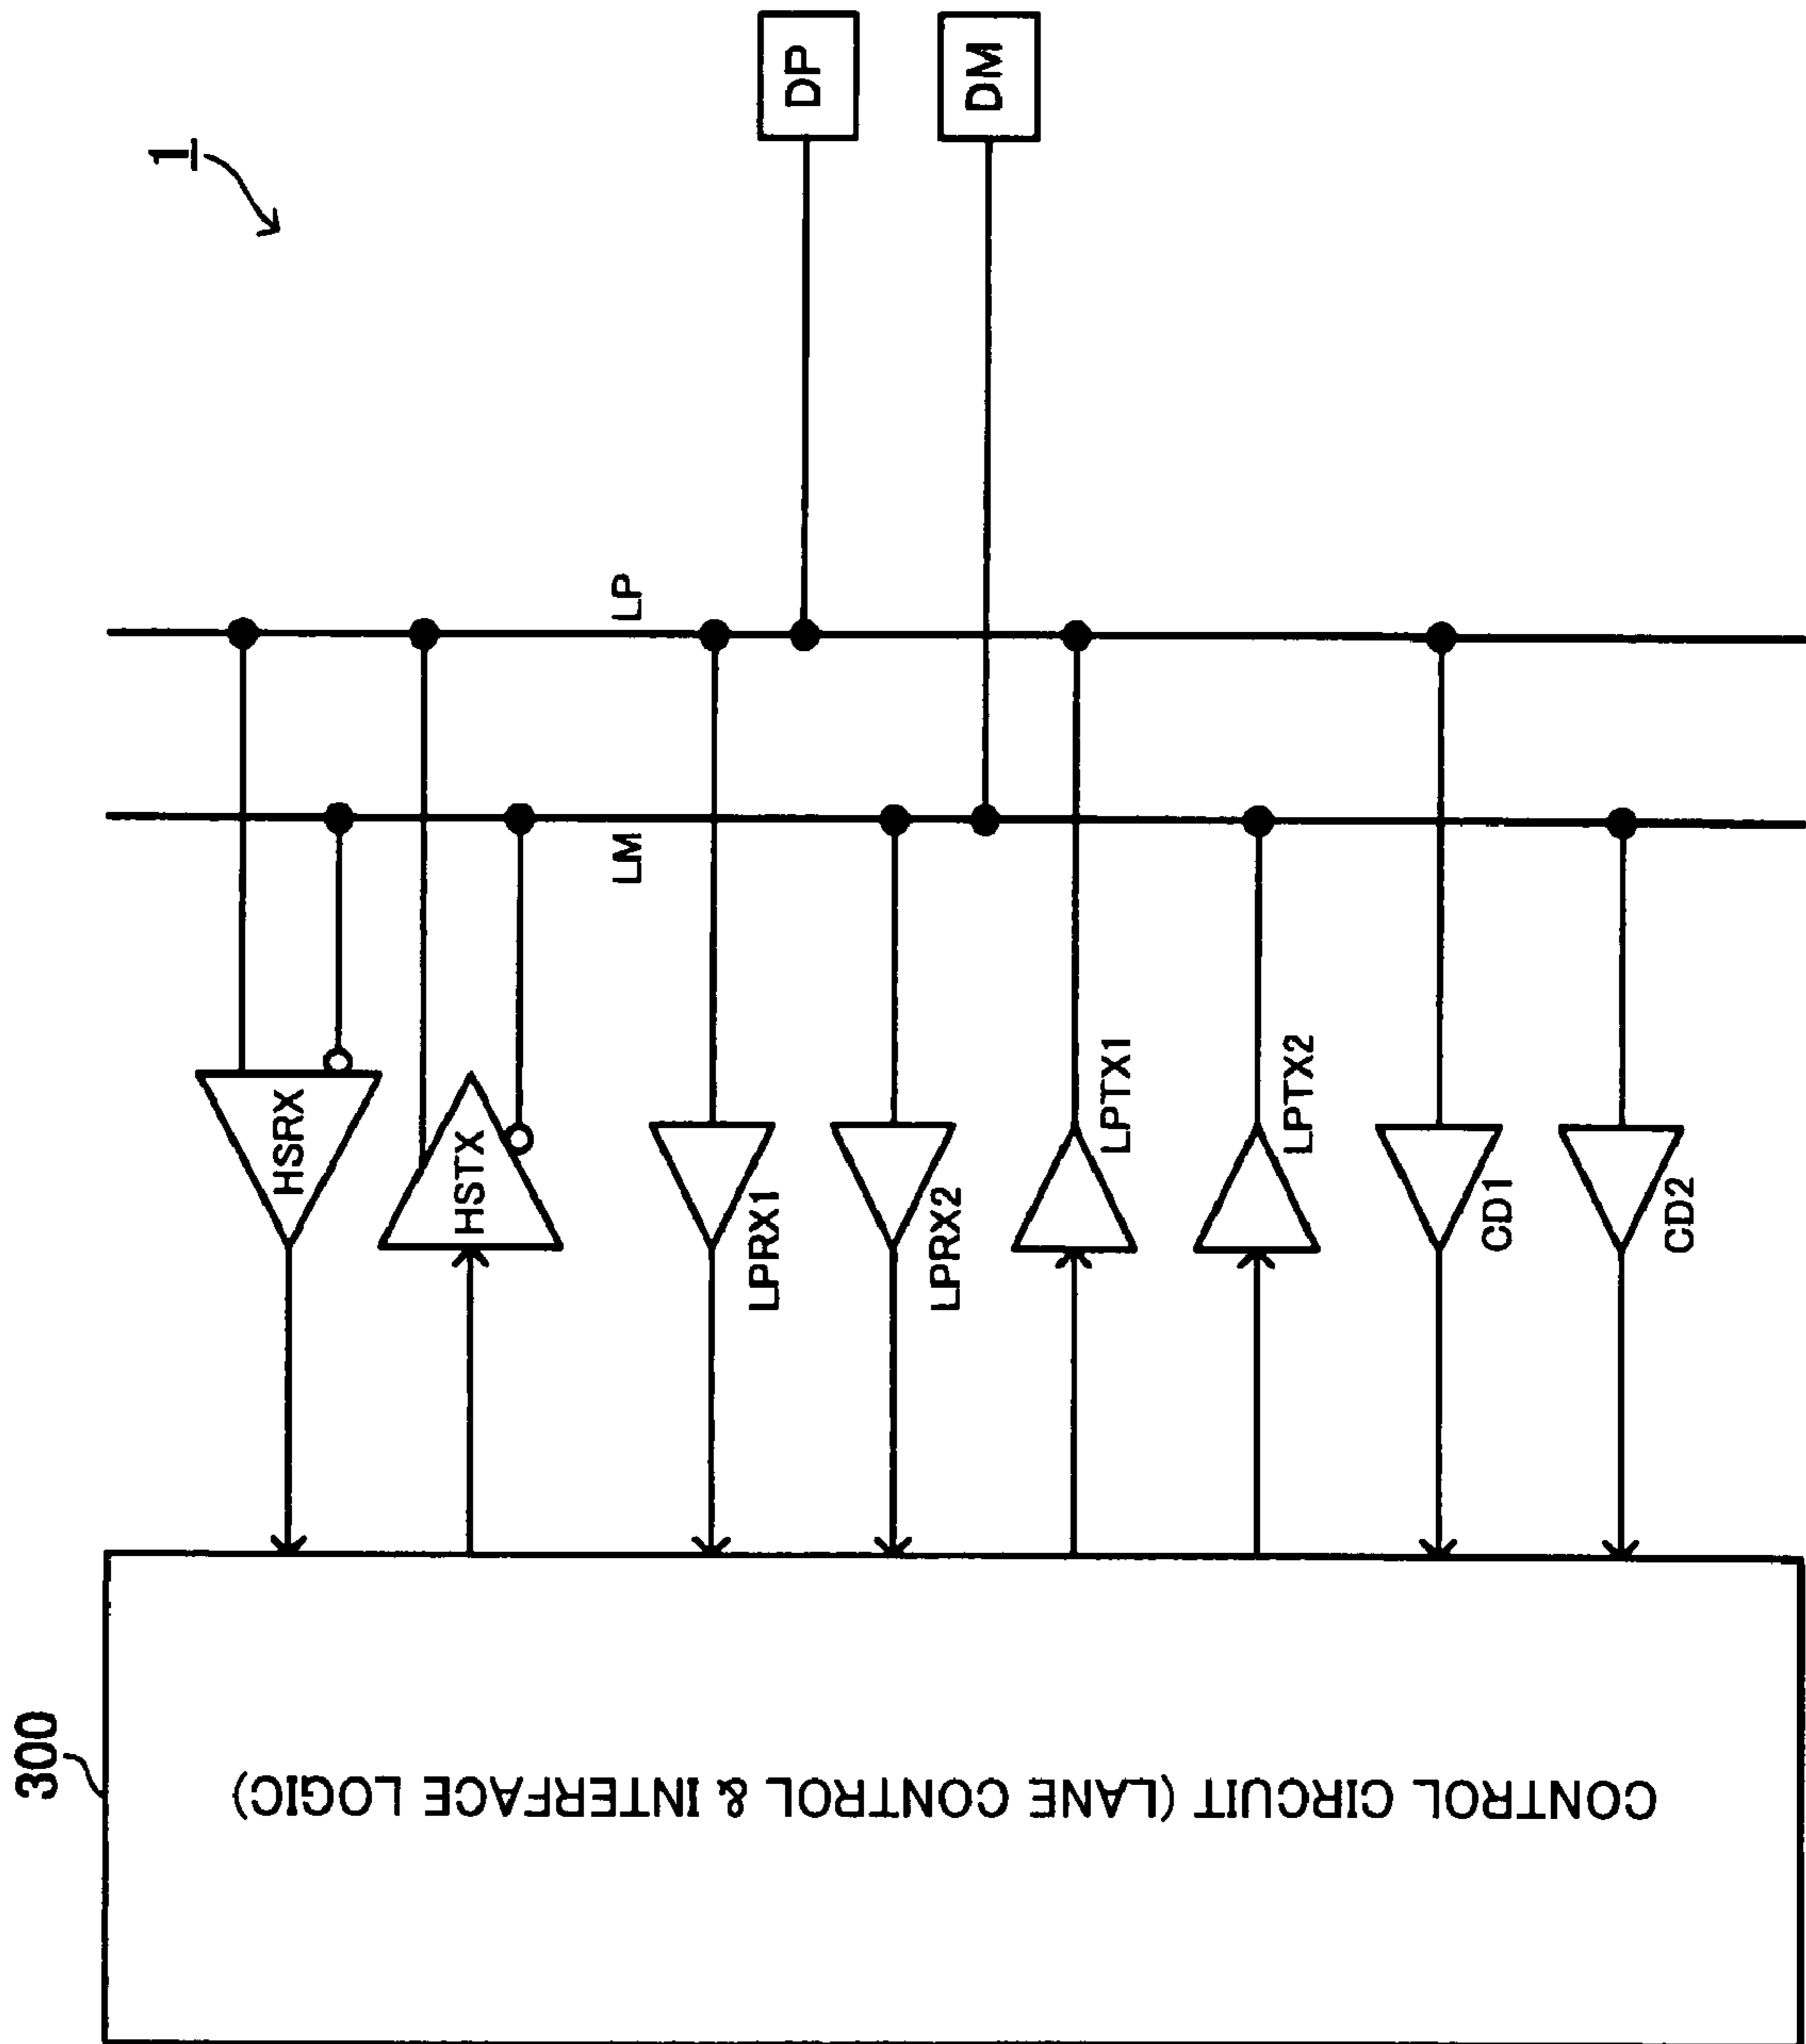 1
DP
DM
LP
LM
HSRX
HSTX
LPRX1
LPRX2
LPTX1
LPTX2
CD1
CD2
300
CONTROL CIRCUIT (LANE CONTROL & INTERFACE LOGIC)